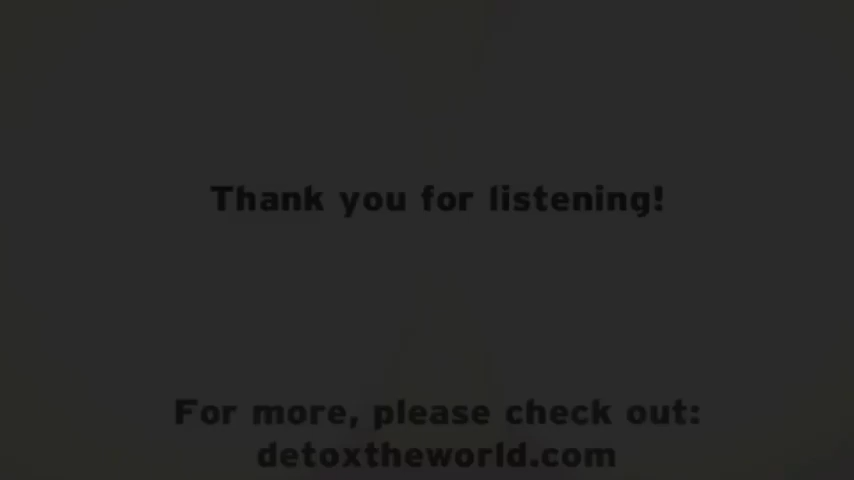 Thank you for listening!
For more, please check out:
detoxtheworld.com